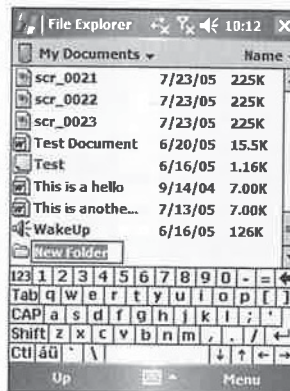 File Explorer 10:12 X
My Documents Name
scr_0021 7/23/05 225K
scr_0022 7/23/05 225K
scr_0023 7/23/05 225K
Test Document 6/20/05 15.5K
Test 6/16/05 1.16K
This is a hello 9/14/04 7.00K
This is anothe... 7/13/05 7.00K
WakeUp 6/16/05 126K
New Folder
123 1 2 3 4 5 6 7 8 9 0 - =
Tab q w e r t y u i o p [ ]
CAP a s d f g h j k l ; '
Shift z x c v b n m , . /
Ctl áü ` \
Up Menu